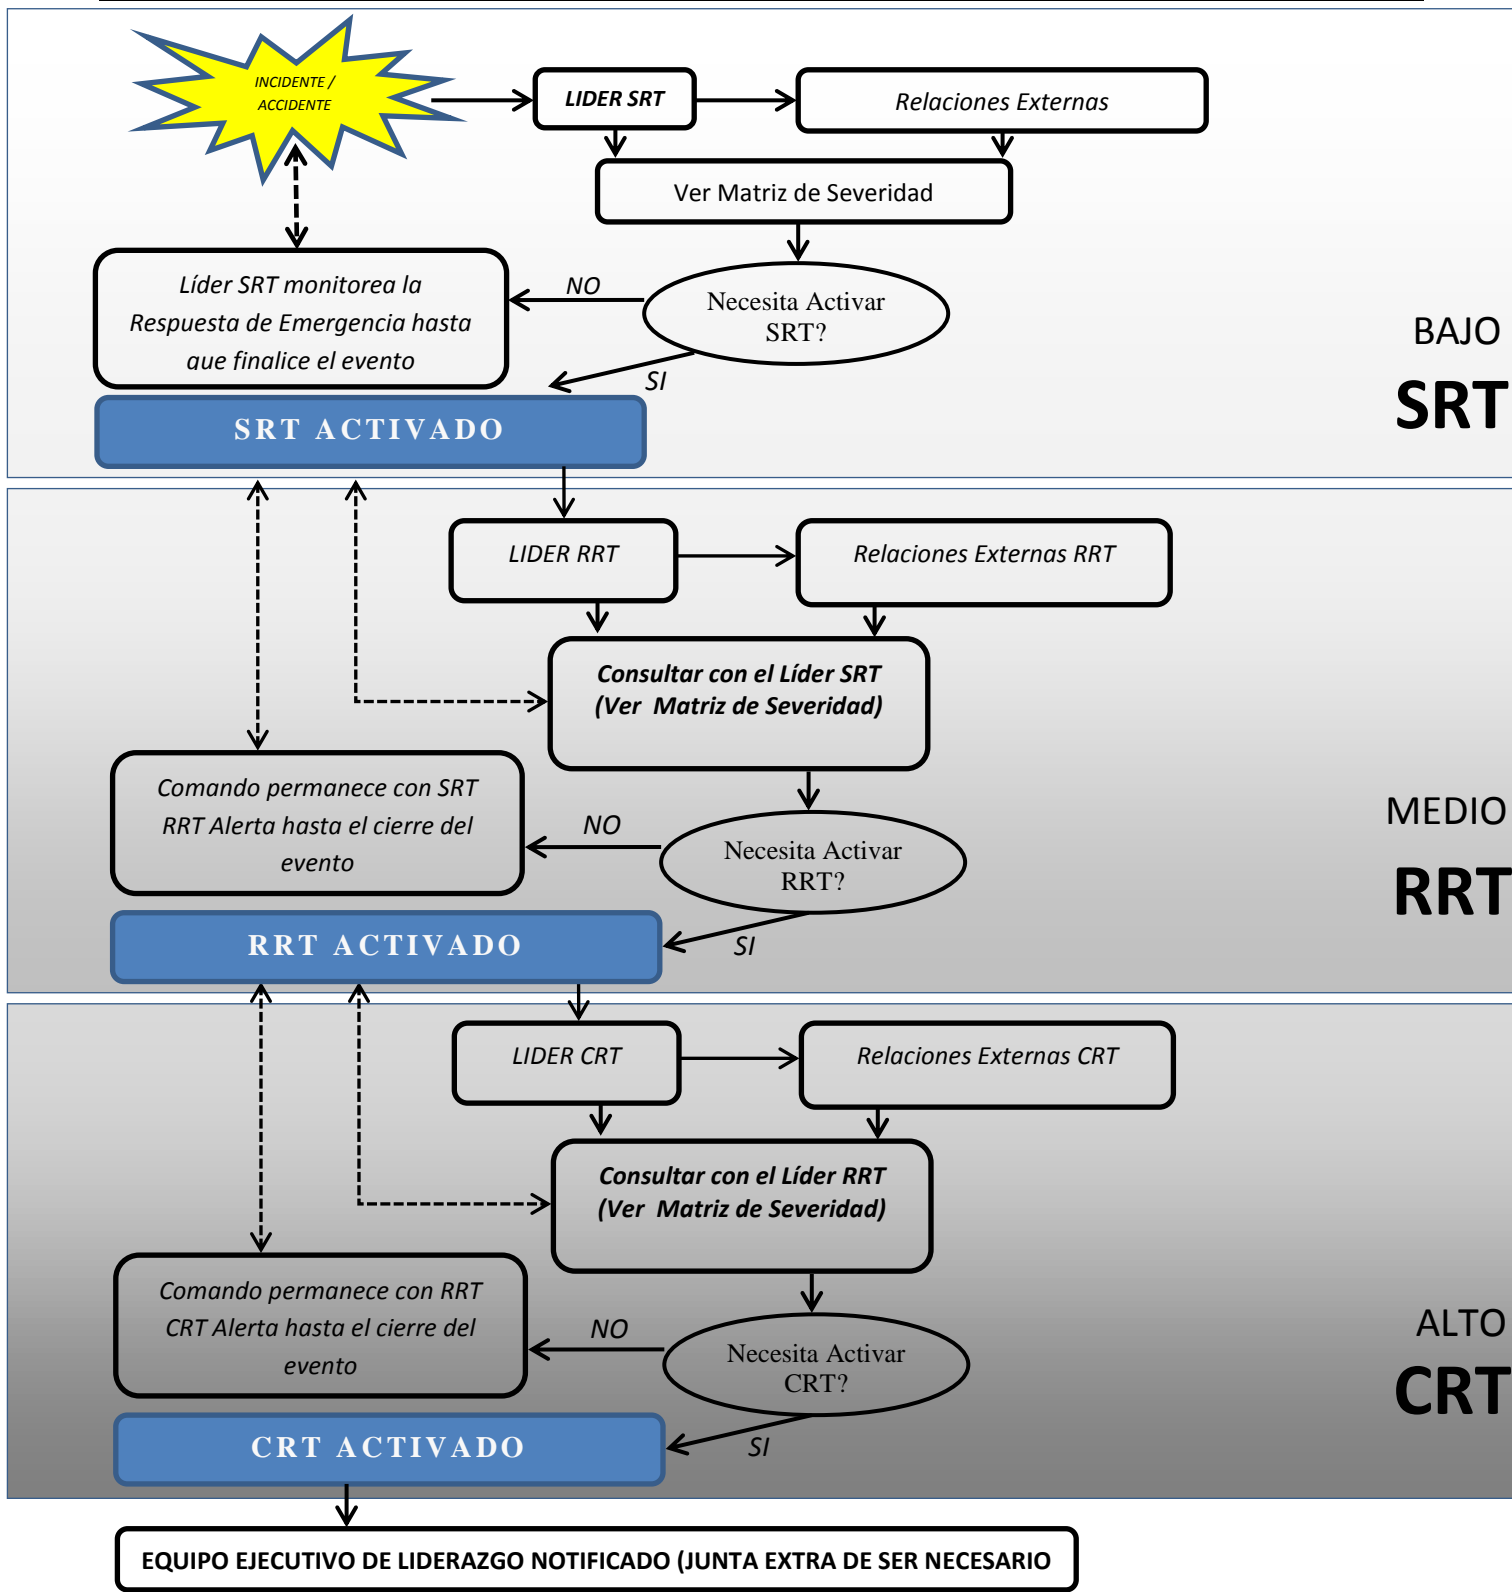 INCIDENTE /
ACCIDENTE
LIDER SRT
Relaciones Externas
Ver Matriz de Severidad
Líder SRT monitorea la
Respuesta de Emergencia hasta
que finalice el evento
NO
Necesita Activar
SRT?
SI
BAJO
SRT
SRT ACTIVADO
LIDER RRT
Relaciones Externas RRT
Consultar con el Líder SRT
(Ver Matriz de Severidad)
Comando permanece con SRT
RRT Alerta hasta el cierre del
evento
NO
Necesita Activar
RRT?
SI
MEDIO
RRT
RRT ACTIVADO
LIDER CRT
Relaciones Externas CRT
Consultar con el Líder RRT
(Ver Matriz de Severidad)
Comando permanece con RRT
CRT Alerta hasta el cierre del
evento
NO
Necesita Activar
CRT?
SI
ALTO
CRT
CRT ACTIVADO
EQUIPO EJECUTIVO DE LIDERAZGO NOTIFICADO (JUNTA EXTRA DE SER NECESARIO